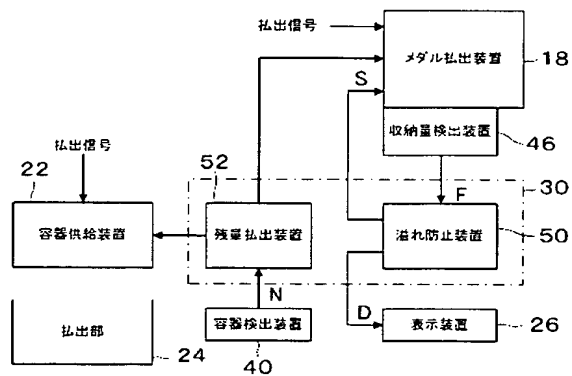 払出信号
メダル払出装置
18
S
収納量検出装置
46
払出信号
22
52
F
30
容器供給装置
残量払出装置
溢れ防止装置
50
N
D
払出部
24
容器検出装置
40
表示装置
26